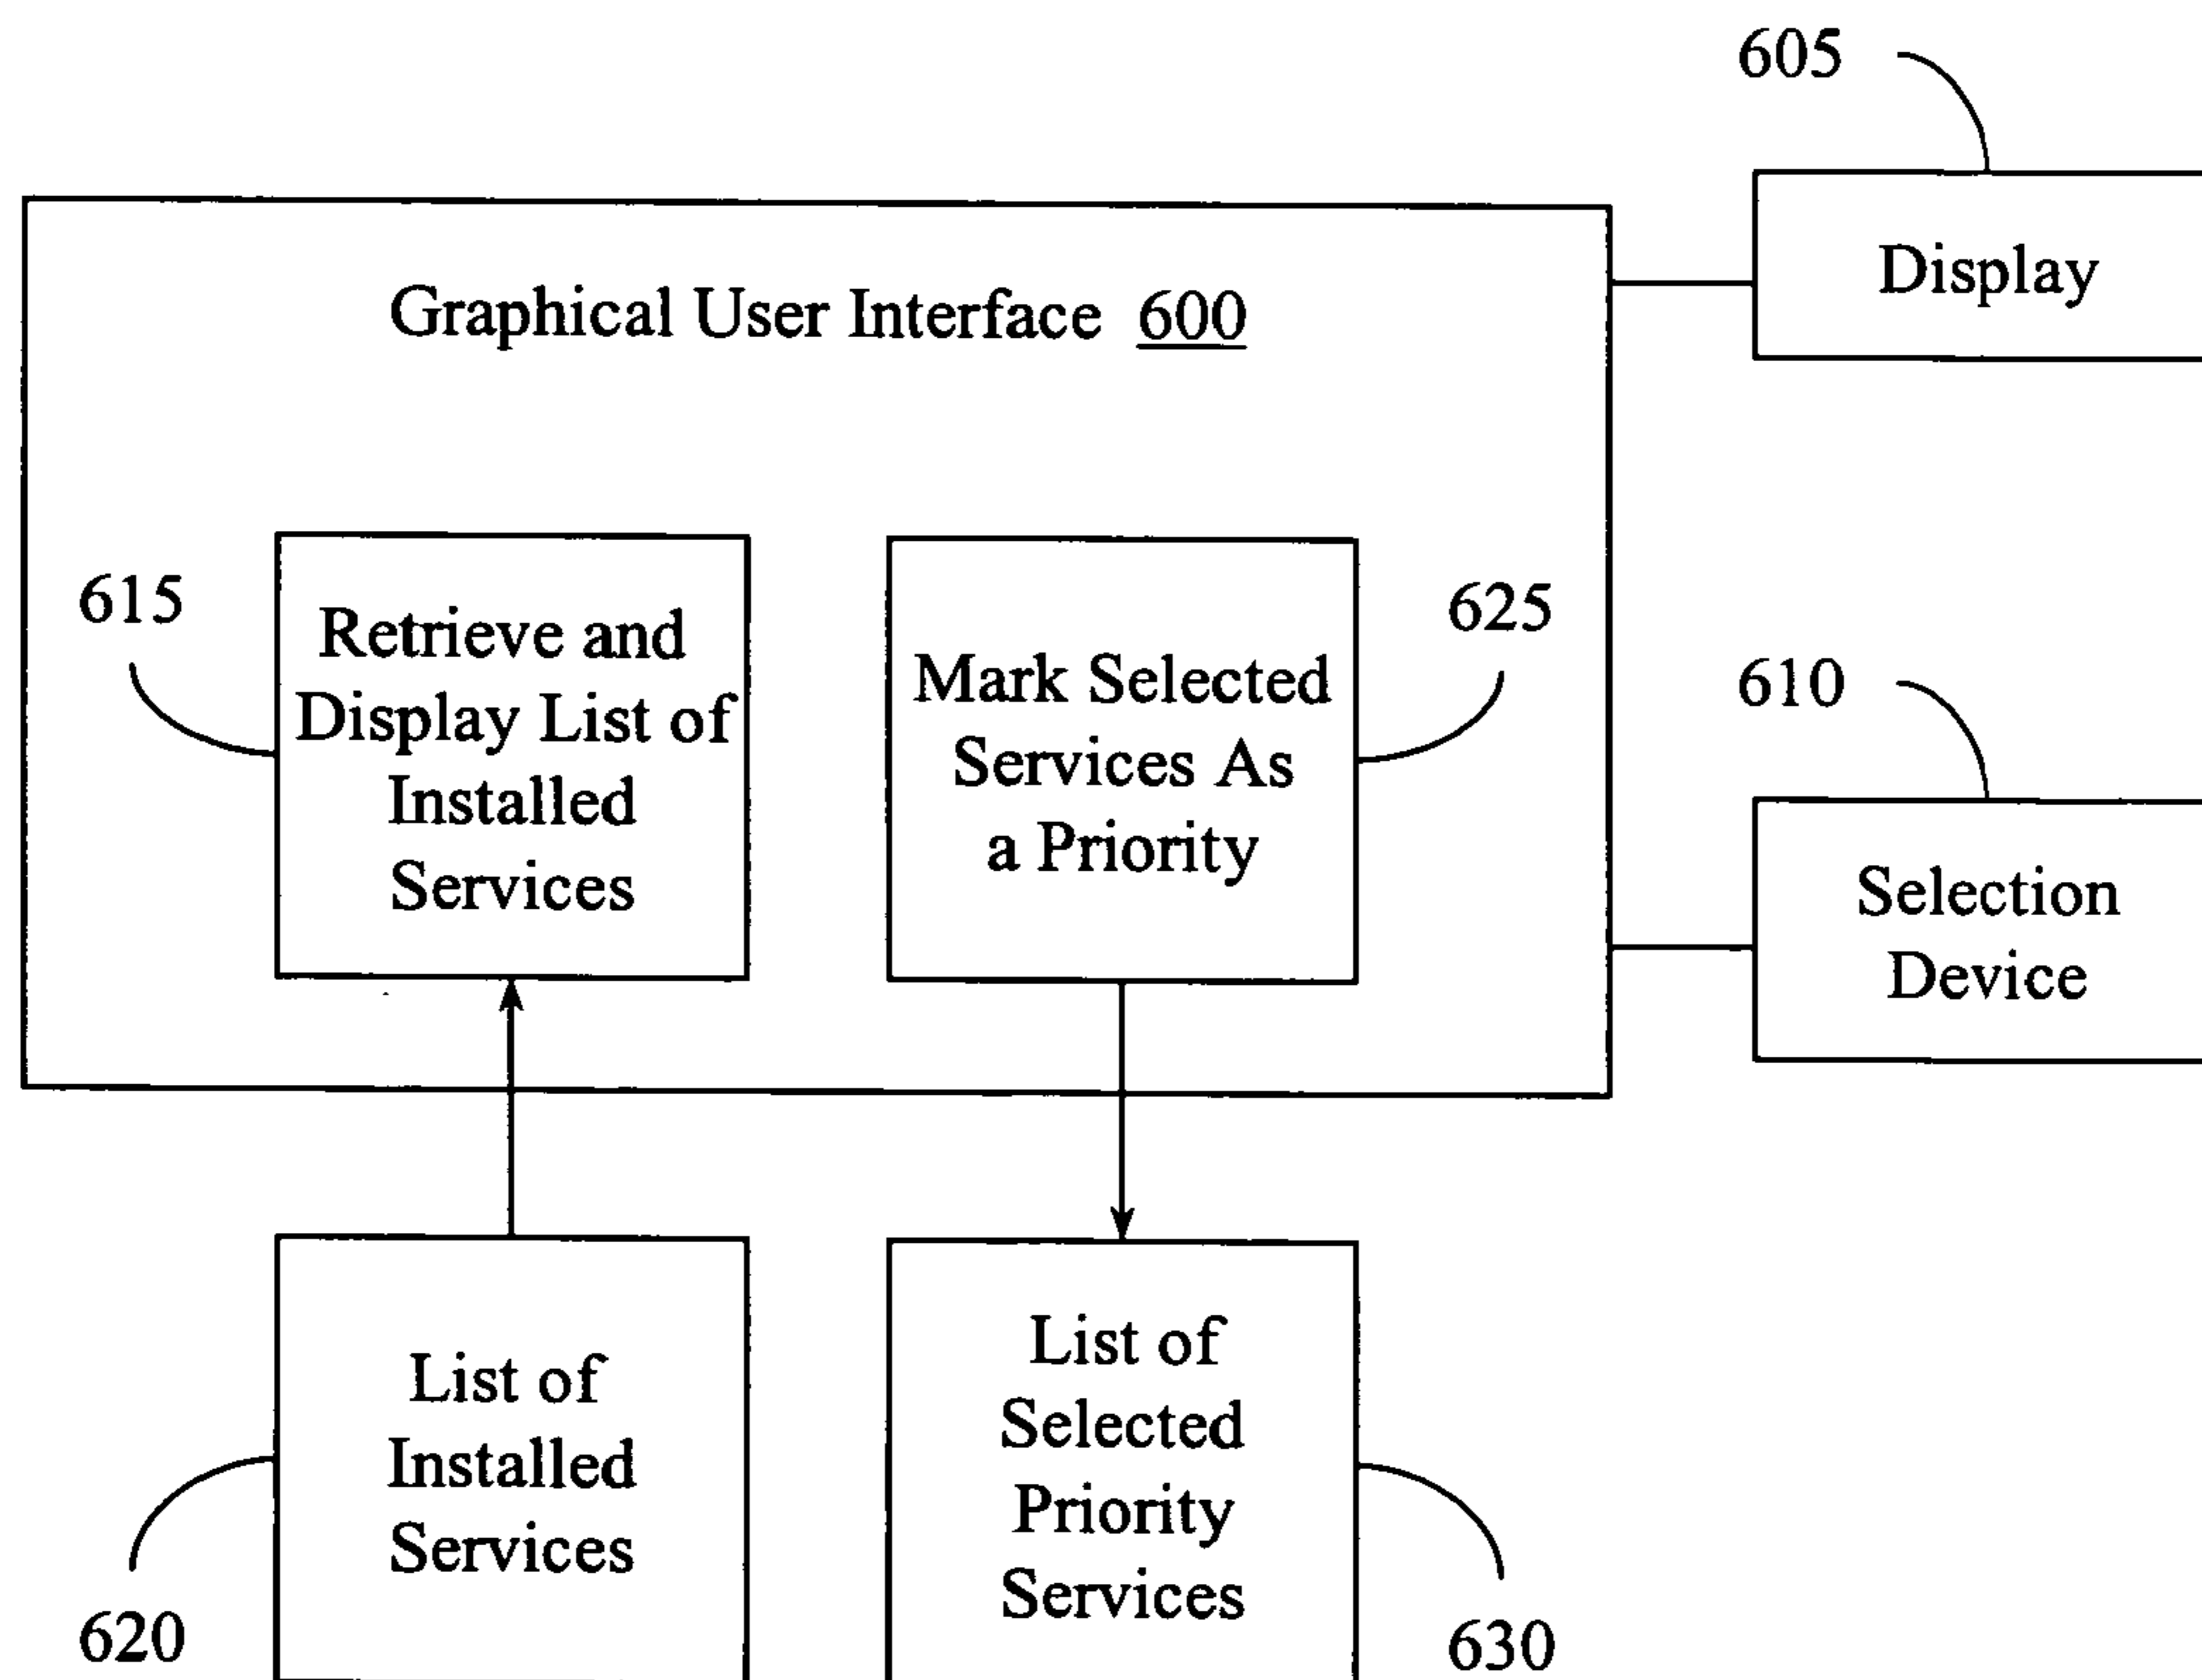 605
Display
Graphical User Interface 600
615
Retrieve and
Display List of
Installed
Services
Mark Selected
Services As
a Priority
625
610
Selection
Device
List of
Installed
Services
620
List of
Selected
Priority
Services
630